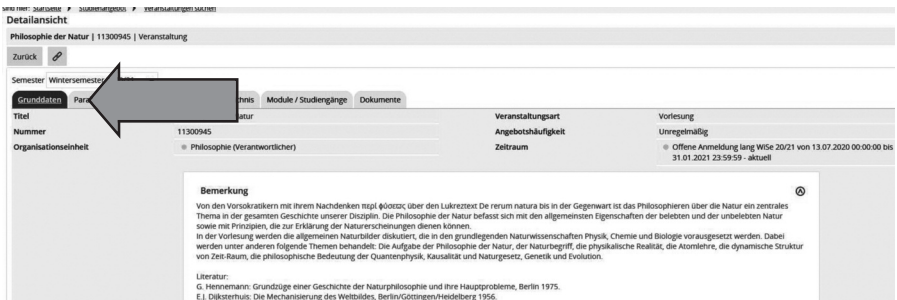 sind hier: Startseite Studienangebot Veranstaltungen suchen
Detailansicht
Philosophie der Natur | 11300945 | Veranstaltung
Zurück
Semester Wintersemester
Grunddaten Para chnis Module / Studiengänge Dokumente
Titel atur Veranstaltungsart Vorlesung
Nummer 11300945 Angebotshäufigkeit Unregelmäßig
Organisationseinheit Philosophie (Verantwortlicher) Zeitraum Offene Anmeldung lang WiSe 20/21 von 13.07.2020 00:00:00 bis
31.01.2021 23:59:59 - aktuell
Bemerkung
Von den Vorsokratikern mit ihrem Nachdenken περὶ φύσεως über den Lukreztext De rerum natura bis in der Gegenwart ist das Philosophieren über die Natur ein zentrales
Thema in der gesamten Geschichte unserer Disziplin. Die Philosophie der Natur befasst sich mit den allgemeinsten Eigenschaften der belebten und der unbelebten Natur
sowie mit Prinzipien, die zur Erklärung der Naturerscheinungen dienen können.
In der Vorlesung werden die allgemeinen Naturbilder diskutiert, die in den grundlegenden Naturwissenschaften Physik, Chemie und Biologie vorausgesetzt werden. Dabei
werden unter anderen folgende Themen behandelt: Die Aufgabe der Philosophie der Natur, der Naturbegriff, die physikalische Realität, die Atomlehre, die dynamische Struktur
von Zeit-Raum, die philosophische Bedeutung der Quantenphysik, Kausalität und Naturgesetz, Genetik und Evolution.
Literatur:
G. Hennemann: Grundzüge einer Geschichte der Naturphilosophie und ihre Hauptprobleme, Berlin 1975.
E.J. Dijksterhuis: Die Mechanisierung des Weltbildes, Berlin/Göttingen/Heidelberg 1956.